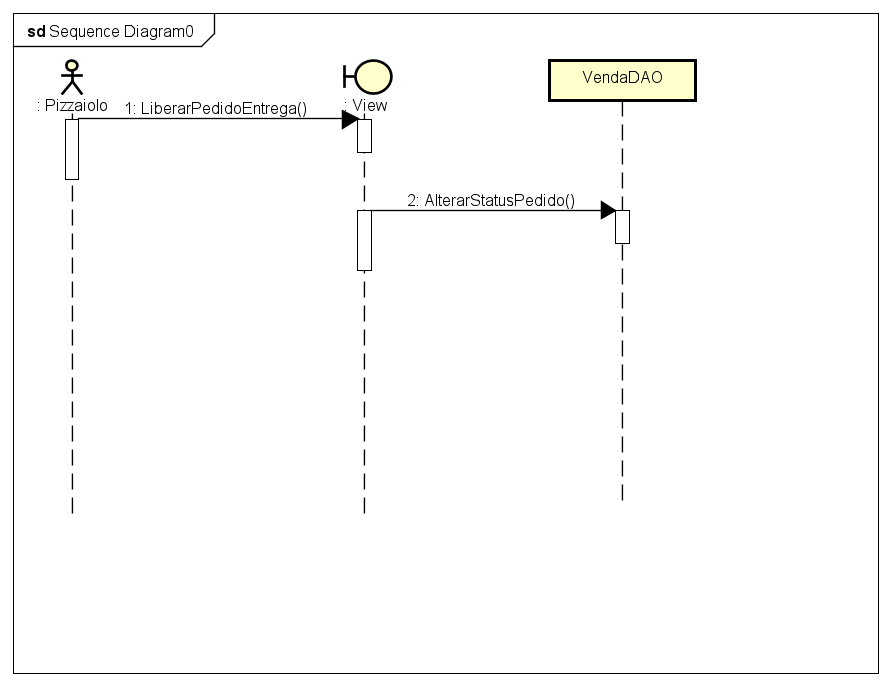 sd Sequence Diagram0
: Pizzaiolo
: View
VendaDAO
1: LiberarPedidoEntrega()
2: AlterarStatusPedido()